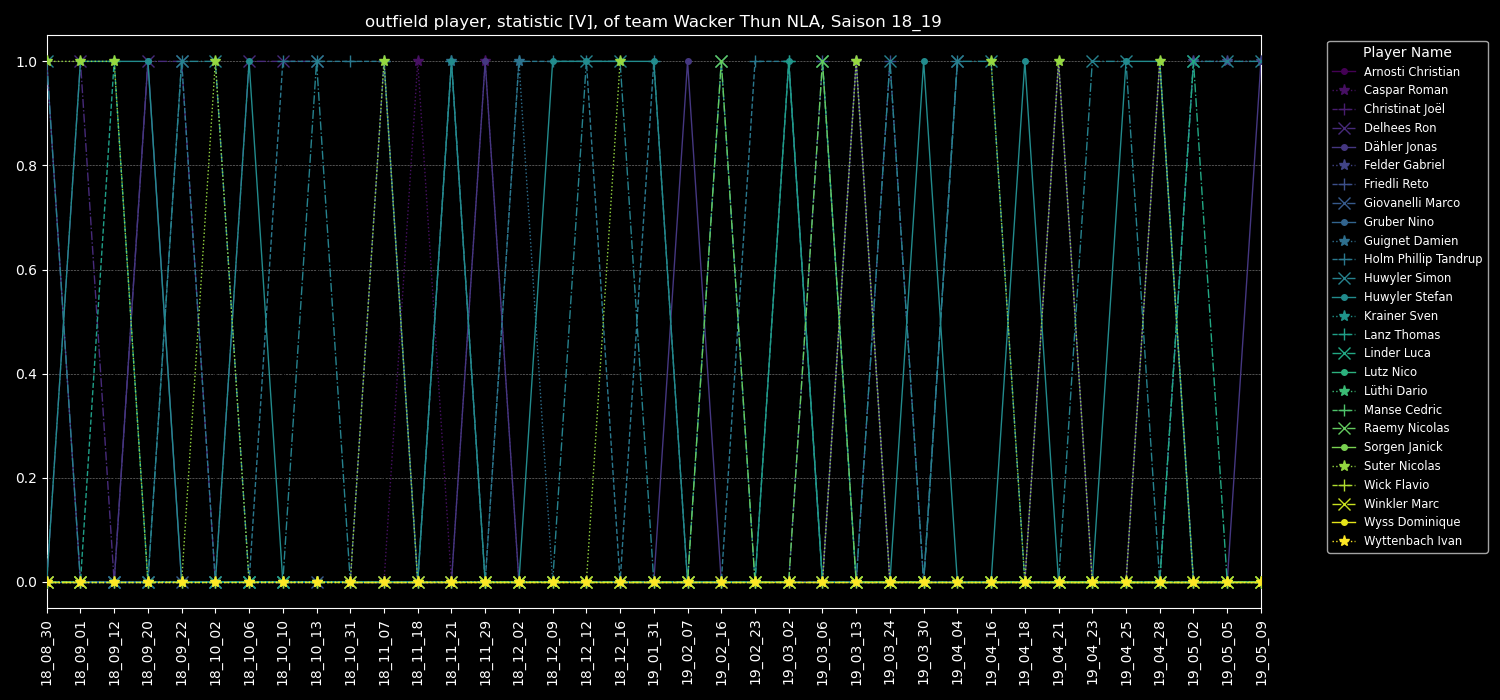 outfield player, statistic [V], of team Wacker Thun NLA, Saison 18_19
1.0
0.8
0.6
0.4
0.2
0.0
18_08_30
18_09_01
18_09_12
18_09_20
18_09_22
18_10_02
18_10_06
18_10_10
18_10_13
18_10_31
18_11_07
18_11_18
18_11_21
18_11_29
18_12_02
18_12_09
18_12_12
18_12_16
19_01_31
19_02_07
19_02_16
19_02_23
19_03_02
19_03_06
19_03_13
19_03_24
19_03_30
19_04_04
19_04_16
19_04_18
19_04_21
19_04_23
19_04_25
19_04_28
19_05_02
19_05_05
19_05_09
Player Name
Arnosti Christian
Caspar Roman
Christinat Joël
Delhees Ron
Dähler Jonas
Felder Gabriel
Friedli Reto
Giovanelli Marco
Gruber Nino
Guignet Damien
Holm Phillip Tandrup
Huwyler Simon
Huwyler Stefan
Krainer Sven
Lanz Thomas
Linder Luca
Lutz Nico
Lüthi Dario
Manse Cedric
Raemy Nicolas
Sorgen Janick
Suter Nicolas
Wick Flavio
Winkler Marc
Wyss Dominique
Wyttenbach Ivan